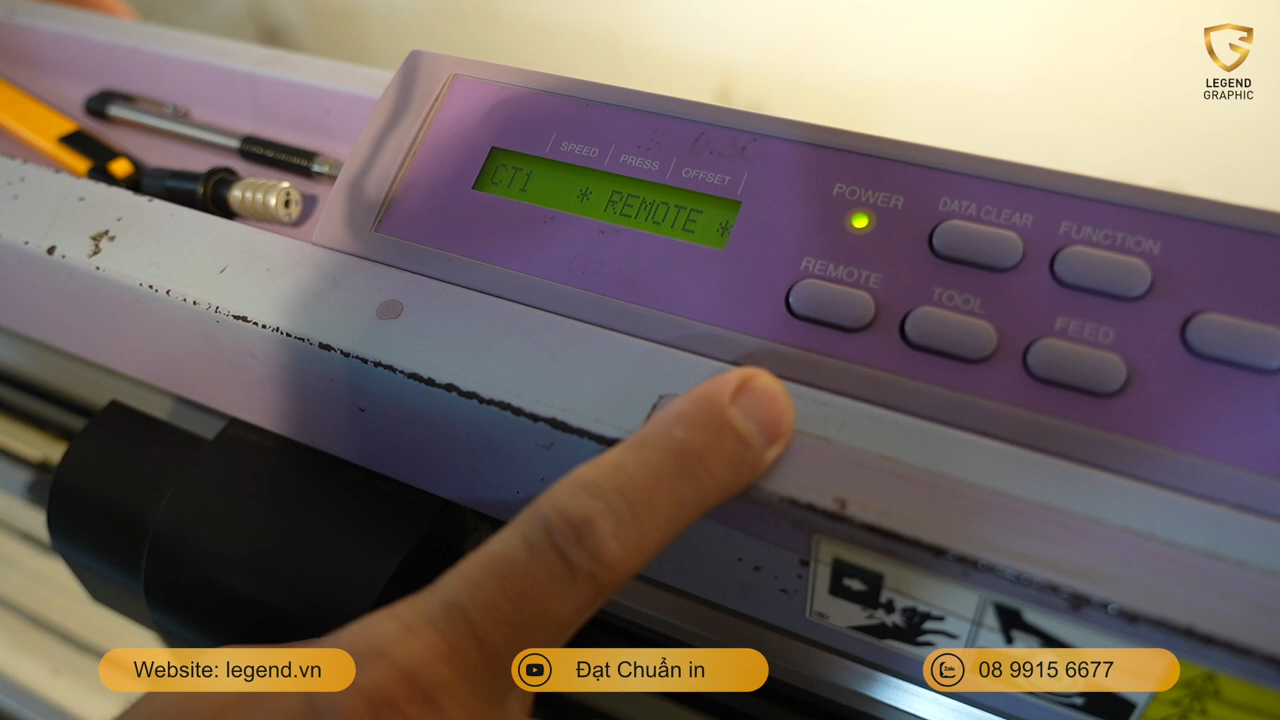 LEGEND
GRAPHIC
SPEED PRESS OFFSET
CT1 * REMOTE *
POWER
DATA CLEAR
FUNCTION
REMOTE
TOOL
FEED
Website: legend.vn
Đạt Chuẩn in
Zalo
08 9915 6677